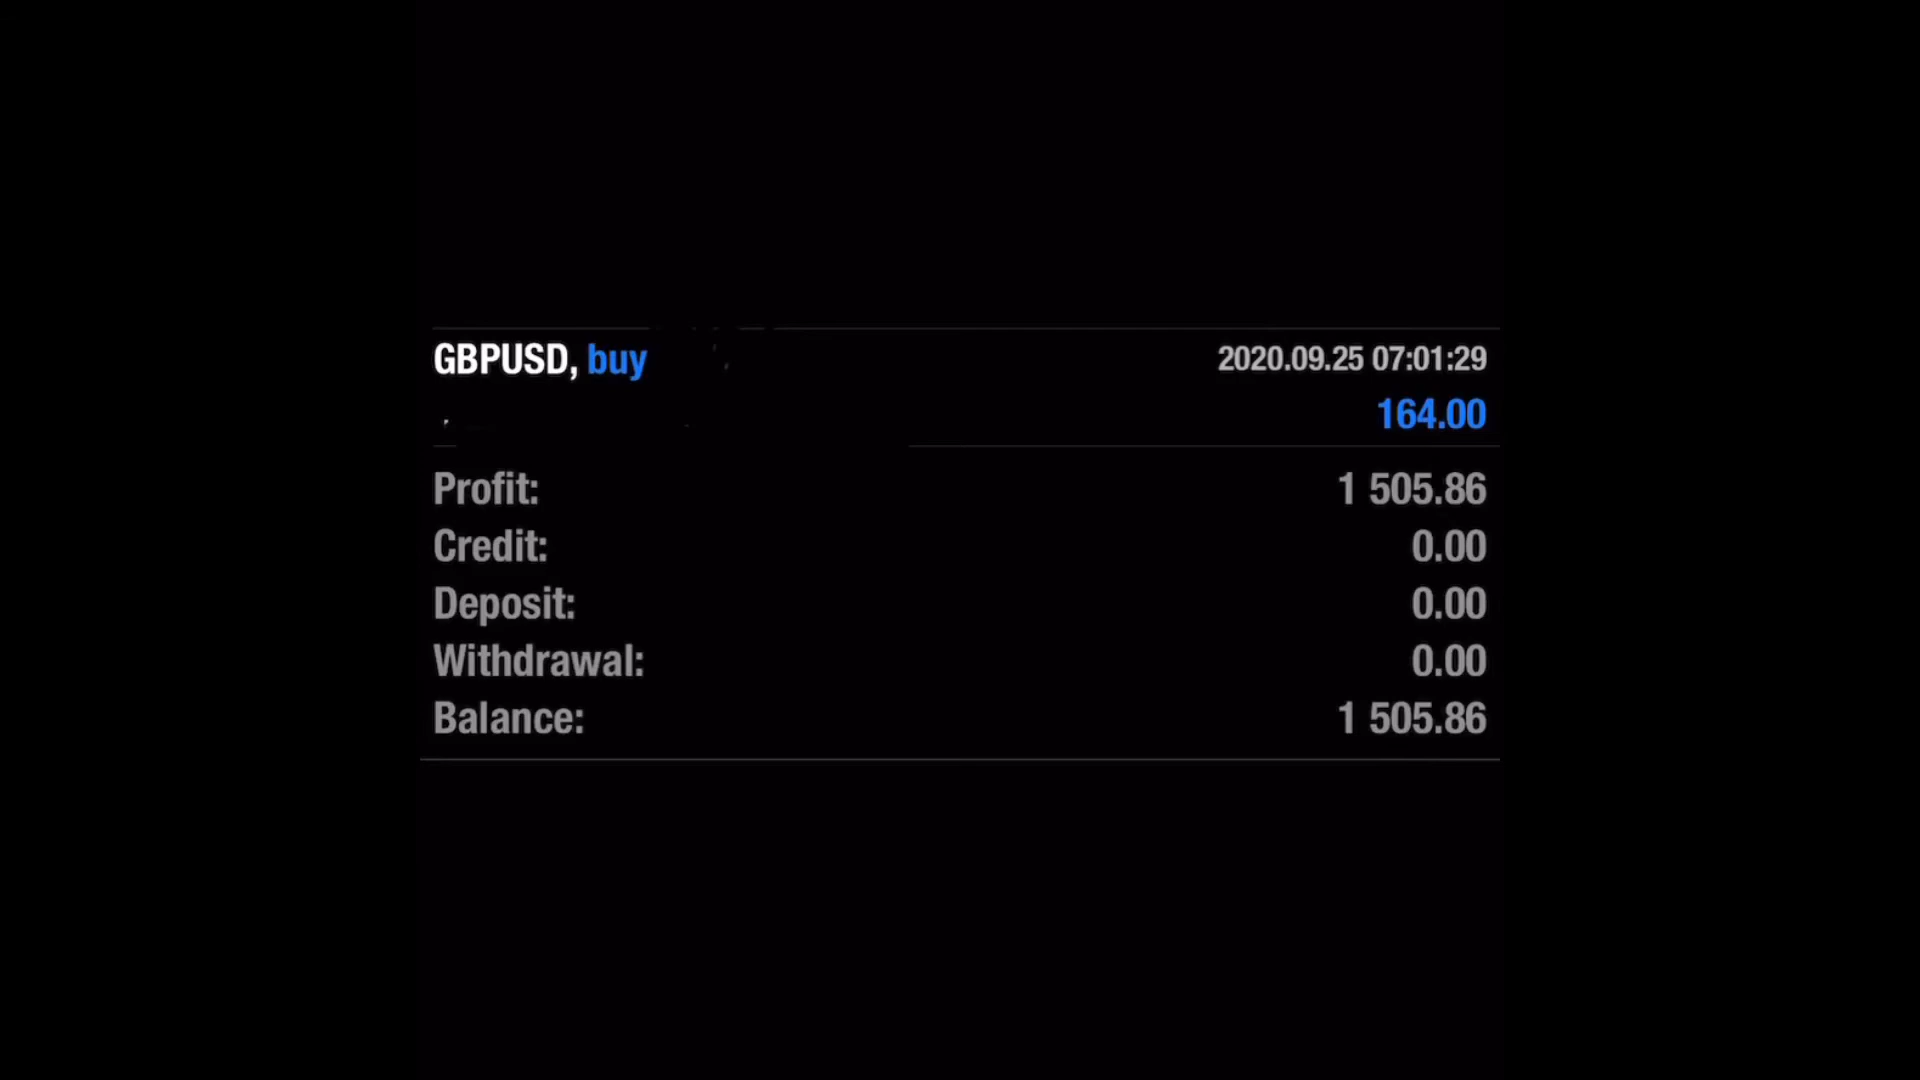 GBPUSD, buy 2020.09.25 07:01:29
164.00
Profit: 1 505.86
Credit: 0.00
Deposit: 0.00
Withdrawal: 0.00
Balance: 1 505.86